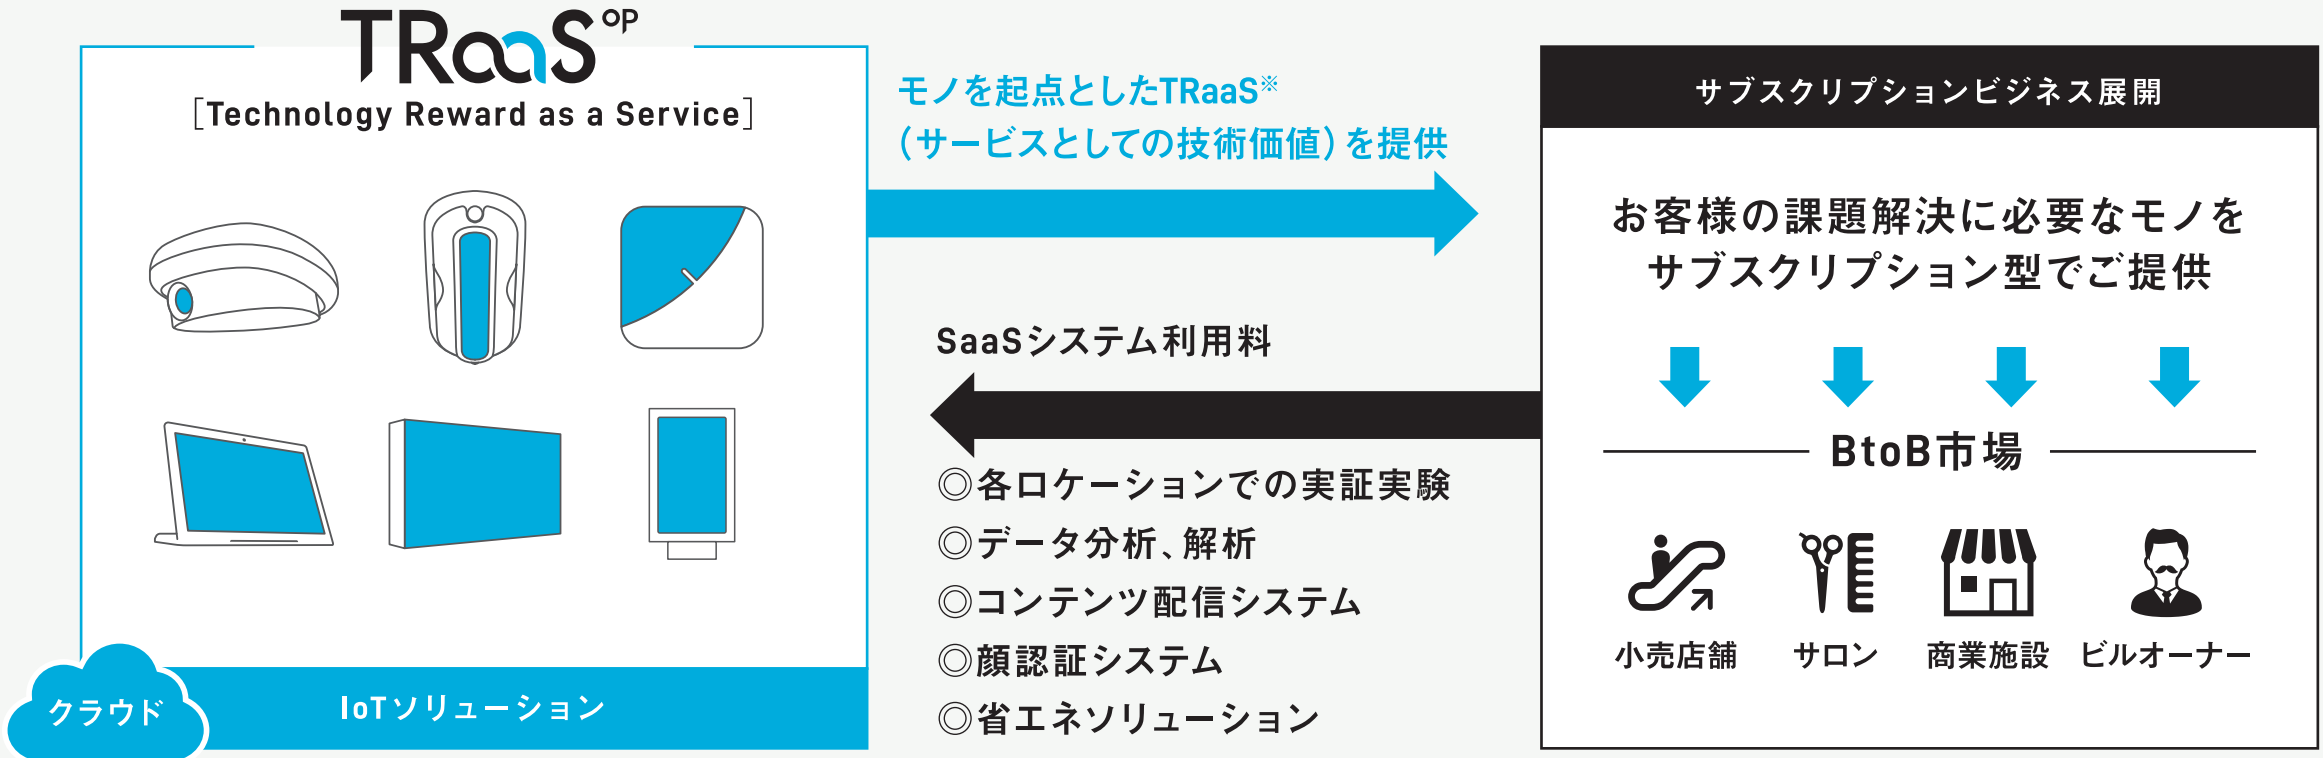 TRaaS OP
[Technology Reward as a Service]
クラウド
IoTソリューション
モノを起点としたTRaaS※
（サービスとしての技術価値）を提供
SaaSシステム利用料
◎各ロケーションでの実証実験
◎データ分析、解析
◎コンテンツ配信システム
◎顔認証システム
◎省エネソリューション
サブスクリプションビジネス展開
お客様の課題解決に必要なモノを
サブスクリプション型でご提供
BtoB市場
小売店舗
サロン
商業施設
ビルオーナー